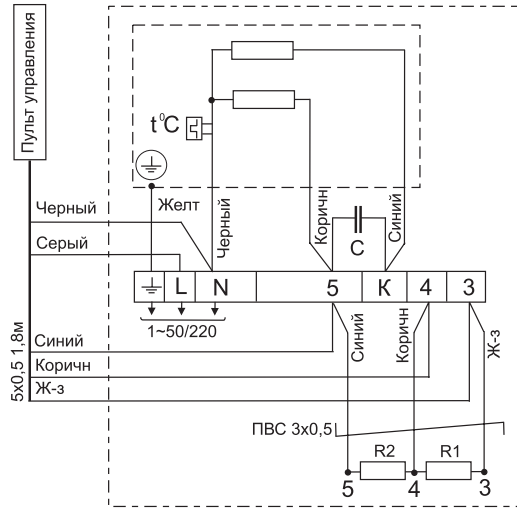 Пульт управления
t°C
Желт
Черный
Черный
Серый
Коричн
C
Синий
L N 5 К 4 3
1~50/220
5x0,5 1,8м
Синий
Коричн
Ж-з
Синий
Коричн
Ж-з
ПВС 3x0,5
R2 R1
5 4 3